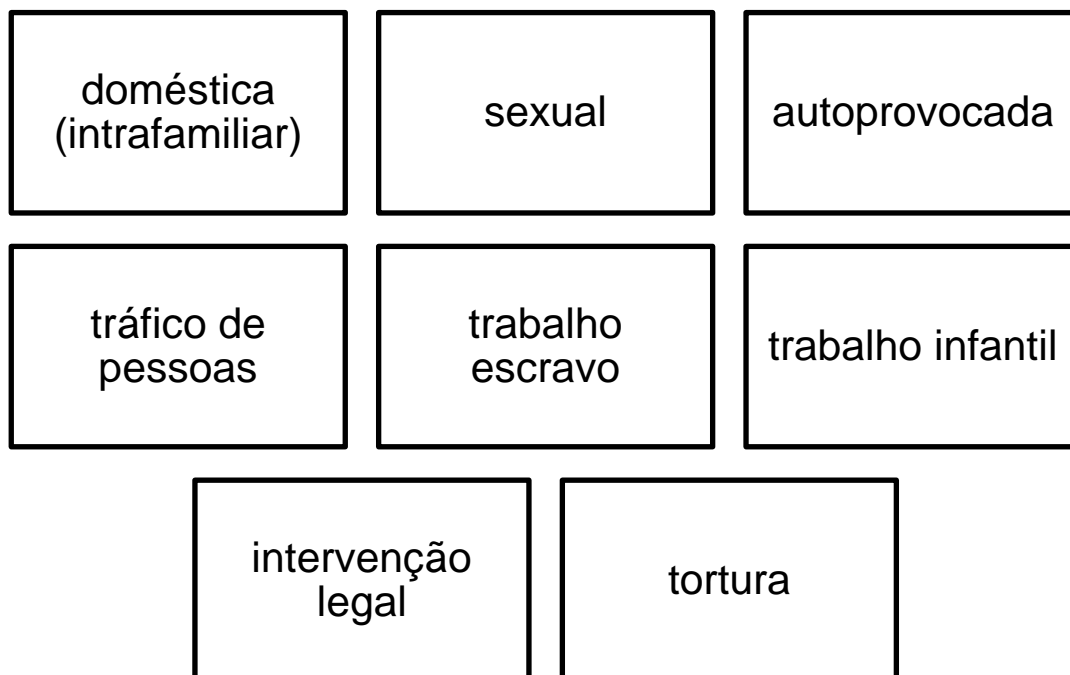 doméstica
(intrafamiliar)
sexual
autoprovocada
tráfico de
pessoas
trabalho
escravo
trabalho infantil
intervenção
legal
tortura